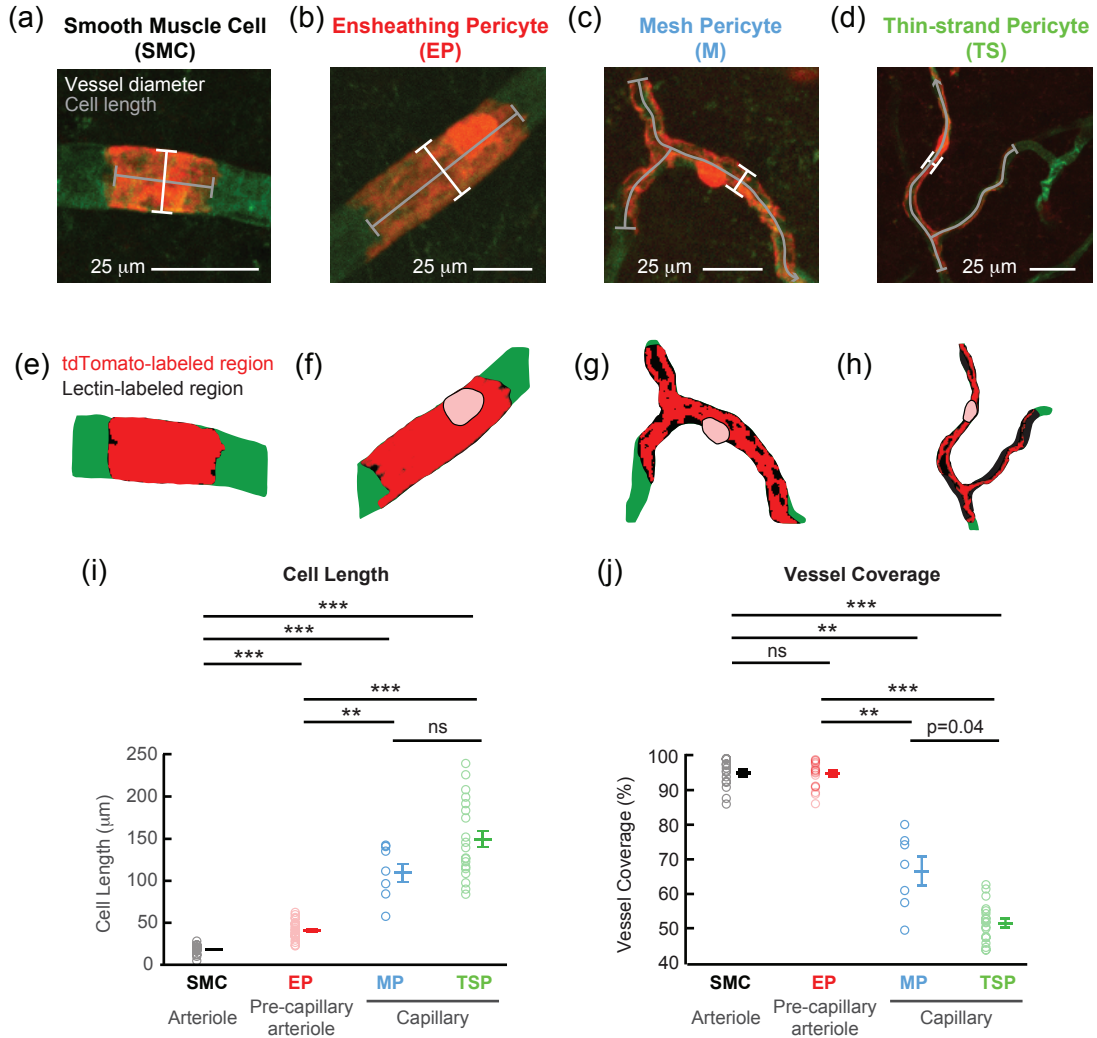 (a) Smooth Muscle Cell
(SMC)
Vessel diameter
Cell length
25 μm
(b) Ensheathing Pericyte
(EP)
25 μm
(c) Mesh Pericyte
(M)
25 μm
(d) Thin-strand Pericyte
(TS)
25 μm
(e) tdTomato-labeled region
Lectin-labeled region
(f)
(g)
(h)
(i) Cell Length
***
***
***
***
**
ns
250
200
150
100
50
0
Cell Length (μm)
SMC EP MP TSP
Arteriole Pre-capillary arteriole Capillary
(j) Vessel Coverage
***
**
ns
***
**
p=0.04
100
90
80
70
60
50
40
Vessel Coverage (%)
SMC EP MP TSP
Arteriole Pre-capillary arteriole Capillary